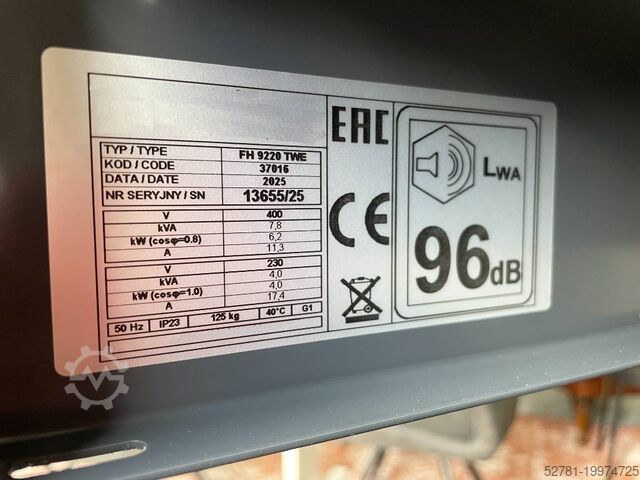 TYP / TYPE FH 9220 TWE
KOD / CODE 37016
DATA / DATE 2025
NR SERYJNY / SN 13655/25
V 400
kVA 7,8
kW (cosφ=0.8) 6,2
A 11,3
V 230
kVA 4,0
kW (cosφ=1.0) 4,0
A 17,4
50 Hz IP23 125 kg 40°C G1
EAC
CE
LWA
96dB
52781-19974725